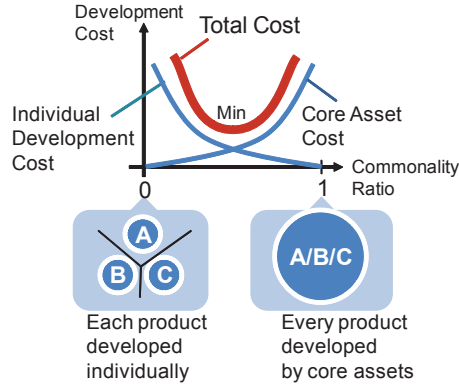 Development
Cost
Total Cost
Individual
Development
Cost
Min
Core Asset
Cost
Commonality
Ratio
0
1
A
B
C
A/B/C
Each product
developed
individually
Every product
developed
by core assets